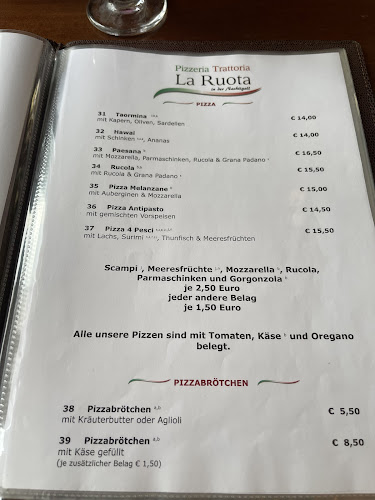 Pizzeria Trattoria
La Ruota
in der Nachtigall
PIZZA
31 Taormina € 14,00
mit Kapern, Oliven, Sardellen
32 Hawai € 14,00
mit Schinken, Ananas
33 Paesana € 16,50
mit Mozzarella, Parmaschinken, Rucola & Grana Padano
34 Rucola € 15,50
mit Rucola & Grana Padano
35 Pizza Melanzane € 15,00
mit Auberginen & Mozzarella
36 Pizza Antipasto € 14,50
mit gemischten Vorspeisen
37 Pizza 4 Pesci € 15,50
mit Lachs, Surimi, Thunfisch & Meeresfrüchten
Scampi, Meeresfrüchte, Mozzarella, Rucola,
Parmaschinken und Gorgonzola
je 2,50 Euro
jeder andere Belag
je 1,50 Euro
Alle unsere Pizzen sind mit Tomaten, Käse und Oregano
belegt.
PIZZABRÖTCHEN
38 Pizzabrötchen a,b € 5,50
mit Kräuterbutter oder Aglioli
39 Pizzabrötchen a,b € 8,50
mit Käse gefüllt
(je zusätzlicher Belag € 1,50)